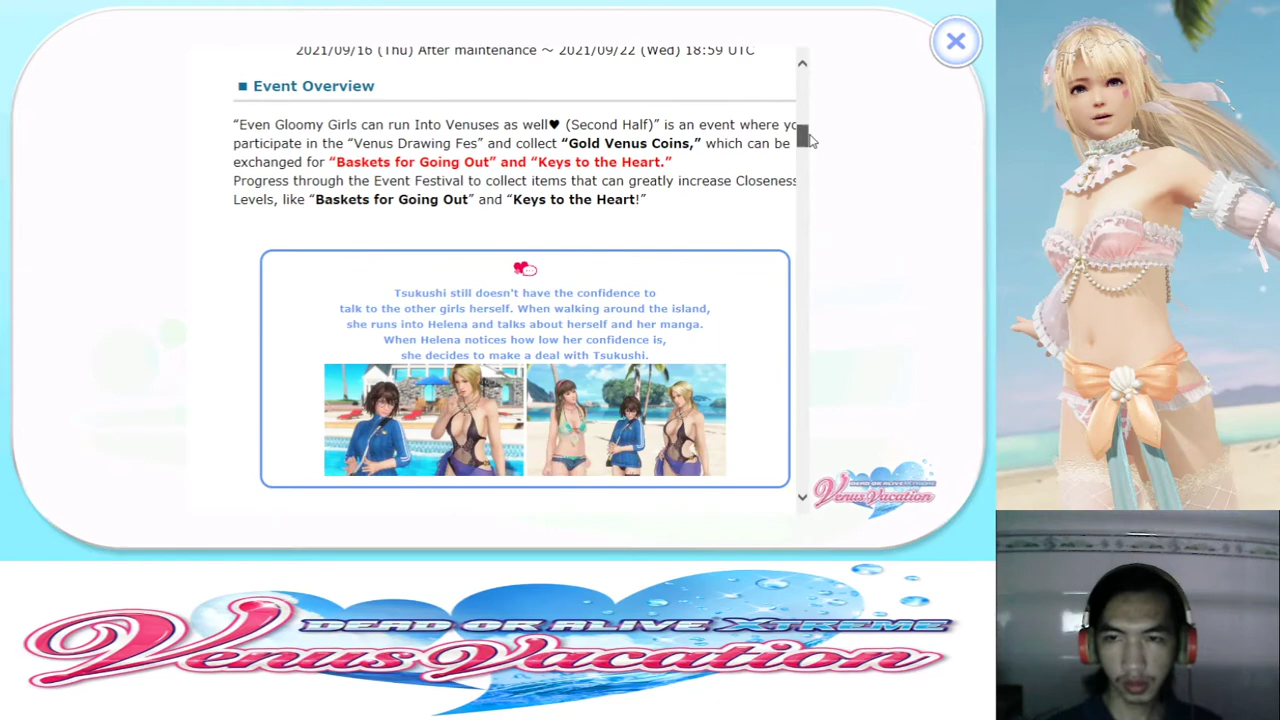 2021/09/16 (Thu) After maintenance ～ 2021/09/22 (Wed) 18:59 UTC
■ Event Overview
“Even Gloomy Girls can run Into Venuses as well♥ (Second Half)” is an event where yo
participate in the “Venus Drawing Fes” and collect “Gold Venus Coins,” which can be
exchanged for “Baskets for Going Out” and “Keys to the Heart.”
Progress through the Event Festival to collect items that can greatly increase Closeness
Levels, like “Baskets for Going Out” and “Keys to the Heart!”
Tsukushi still doesn't have the confidence to
talk to the other girls herself. When walking around the island,
she runs into Helena and talks about herself and her manga.
When Helena notices how low her confidence is,
she decides to make a deal with Tsukushi.
DEAD OR ALIVE XTREME
Venus Vacation
DEAD OR ALIVE XTREME
Venus Vacation